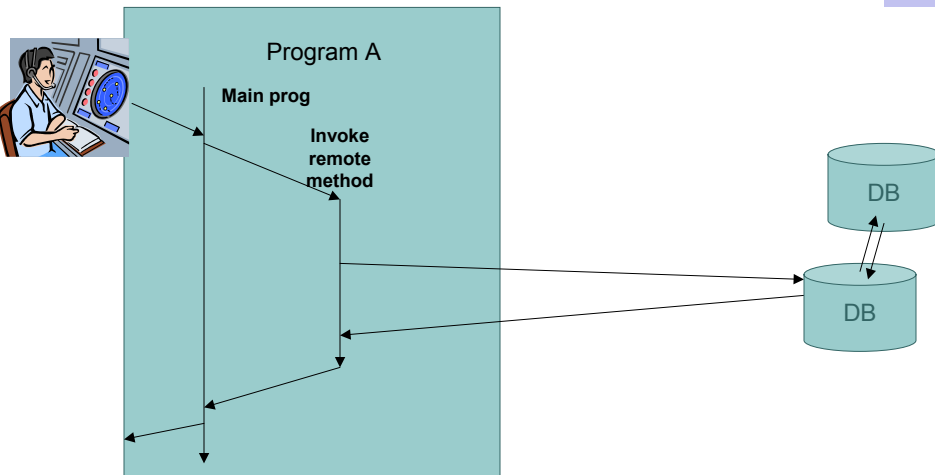 Program A
Main prog
Invoke
remote
method
DB
DB